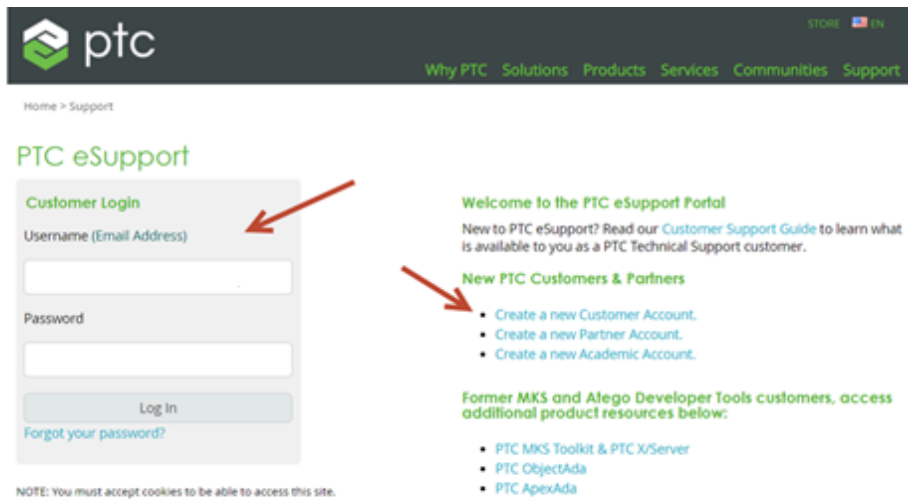 ptc
STORE EN
Why PTC Solutions Products Services Communities Support
Home > Support
PTC eSupport
Customer Login
Username (Email Address)
Password
Log In
Forgot your password?
NOTE: You must accept cookies to be able to access this site.
Welcome to the PTC eSupport Portal
New to PTC eSupport? Read our Customer Support Guide to learn what
is available to you as a PTC Technical Support customer.
New PTC Customers & Partners
• Create a new Customer Account.
• Create a new Partner Account.
• Create a new Academic Account.
Former MKS and Atego Developer Tools customers, access
additional product resources below:
• PTC MKS Toolkit & PTC X/Server
• PTC ObjectAda
• PTC ApexAda